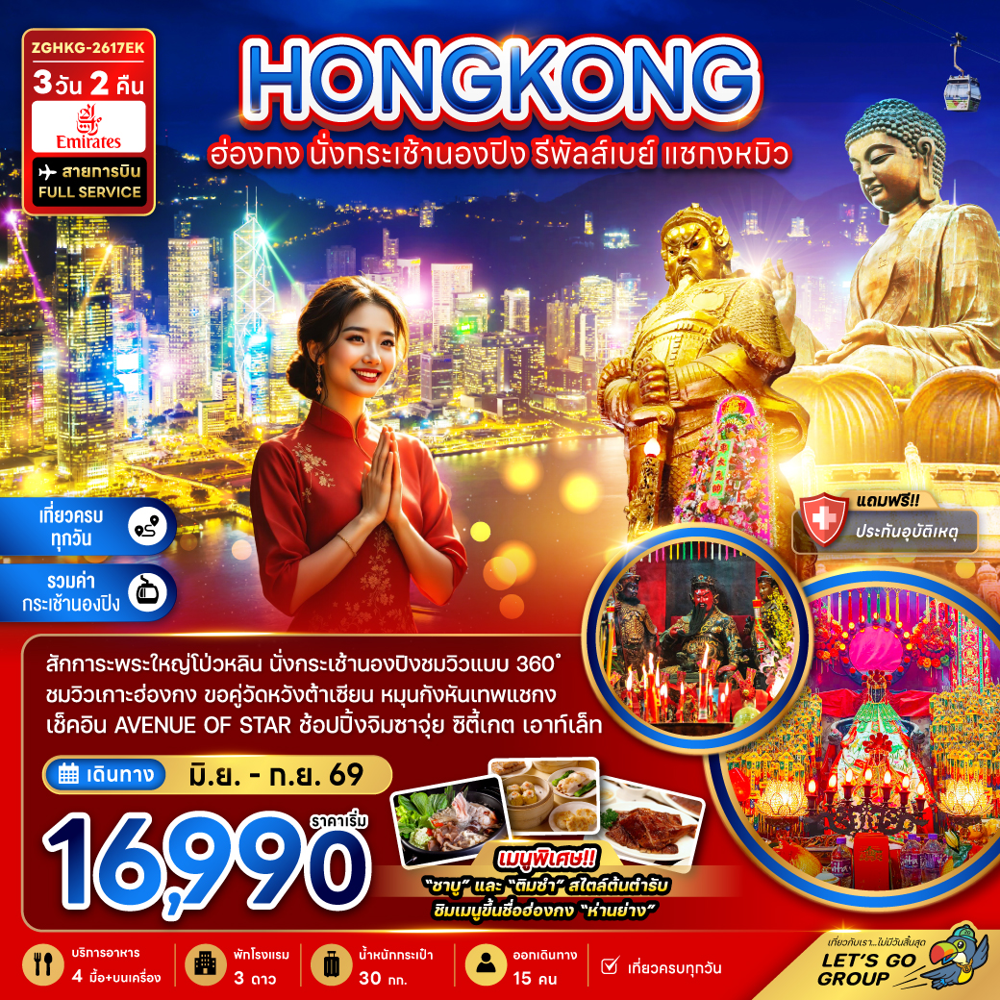 ZGHKG-2617EK
3 วัน 2 คืน
Emirates
สายการบิน
FULL SERVICE
HONGKONG
ฮ่องกง นั่งกระเช้านองปิง รีพัลส์เบย์ แชกงหมิว
เที่ยวครบ
ทุกวัน
รวมค่า
กระเช้านองปิง
แถมฟรี!!
ประกันอุบัติเหตุ
สักการะพระใหญ่โป่วหลิน นั่งกระเช้านองปิงชมวิวแบบ 360°
ชมวิวเกาะฮ่องกง ขอคู่วัดหวังต้าเซียน หมุนกังหันเทพแชกง
เช็คอิน AVENUE OF STAR ช้อปปิ้งจิมซาจุ่ย ซิตี้เกต เอาท์เล็ท
เดินทาง มิ.ย. - ก.ย. 69
ราคาเริ่ม
16,990
เมนูพิเศษ!!
"ชาบู" และ "ติมซำ" สไตล์ต้นตำรับ
ชิมเมนูขึ้นชื่อฮ่องกง "ห่านย่าง"
บริการอาหาร
4 มื้อ+บนเครื่อง
พักโรงแรม
3 ดาว
น้ำหนักกระเป๋า
30 กก.
ออกเดินทาง
15 คน
เที่ยวครบทุกวัน
เที่ยวกับเรา...ไม่มีวันสิ้นสุด
LET'S GO
GROUP